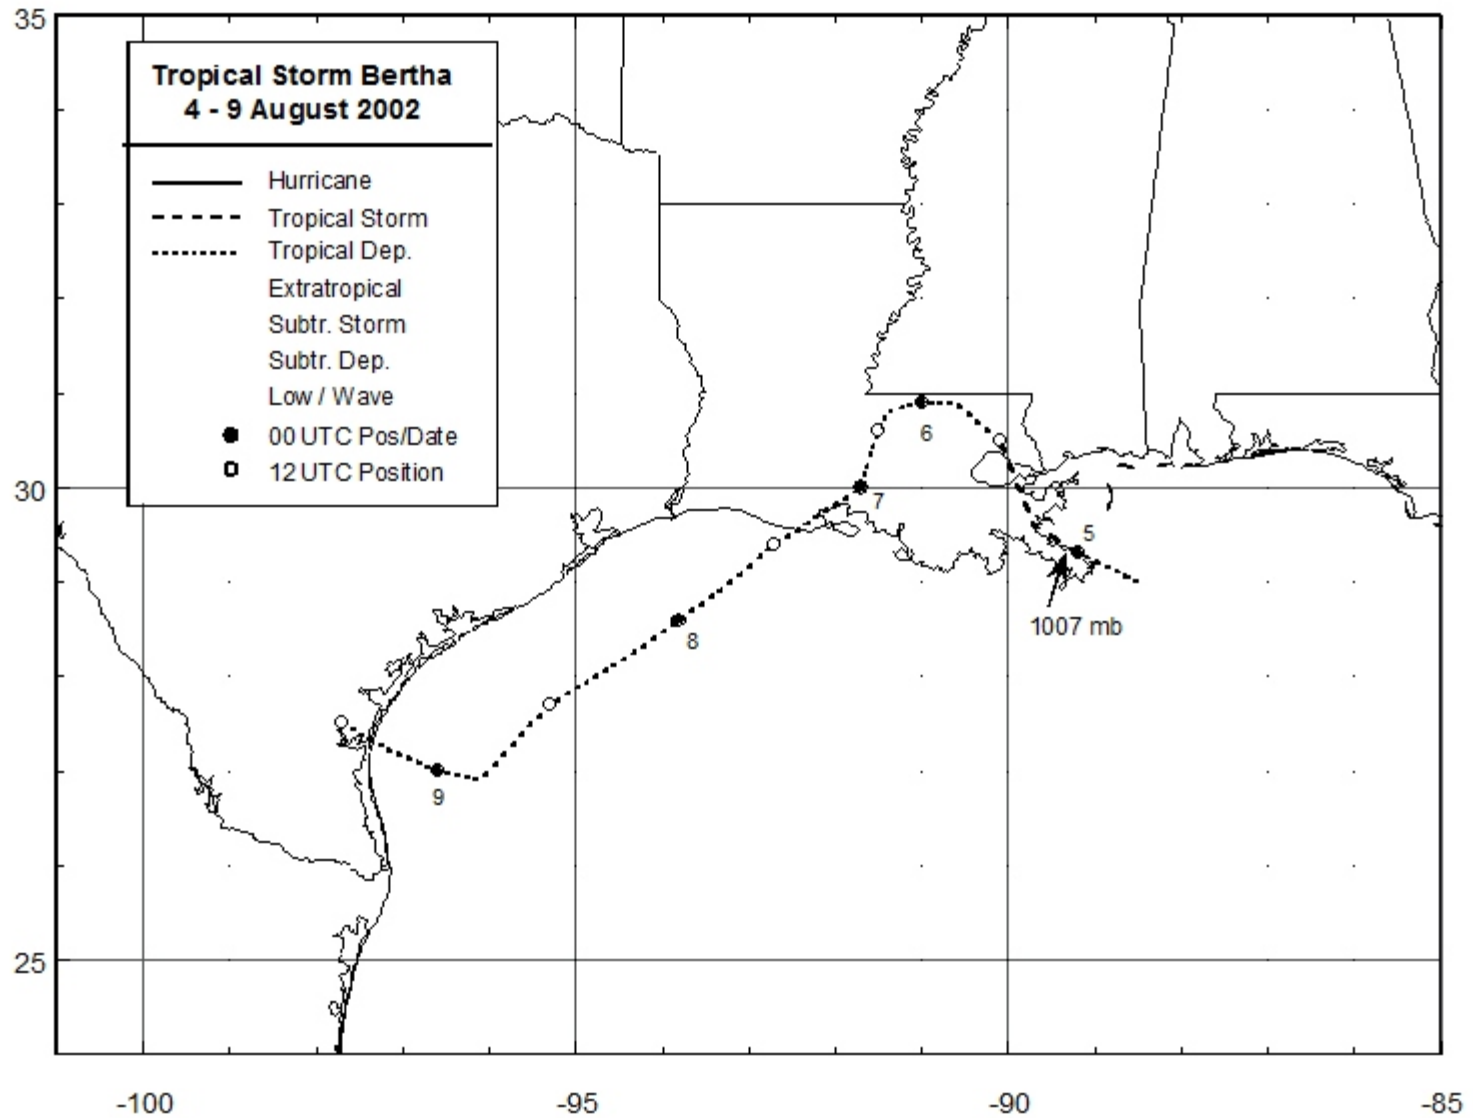 35
Tropical Storm Bertha
4 - 9 August 2002
Hurricane
Tropical Storm
Tropical Dep.
Extratropical
Subtr. Storm
Subtr. Dep.
Low / Wave
00 UTC Pos/Date
12 UTC Position
6
30
7
5
1007 mb
8
9
25
-100
-95
-90
-85